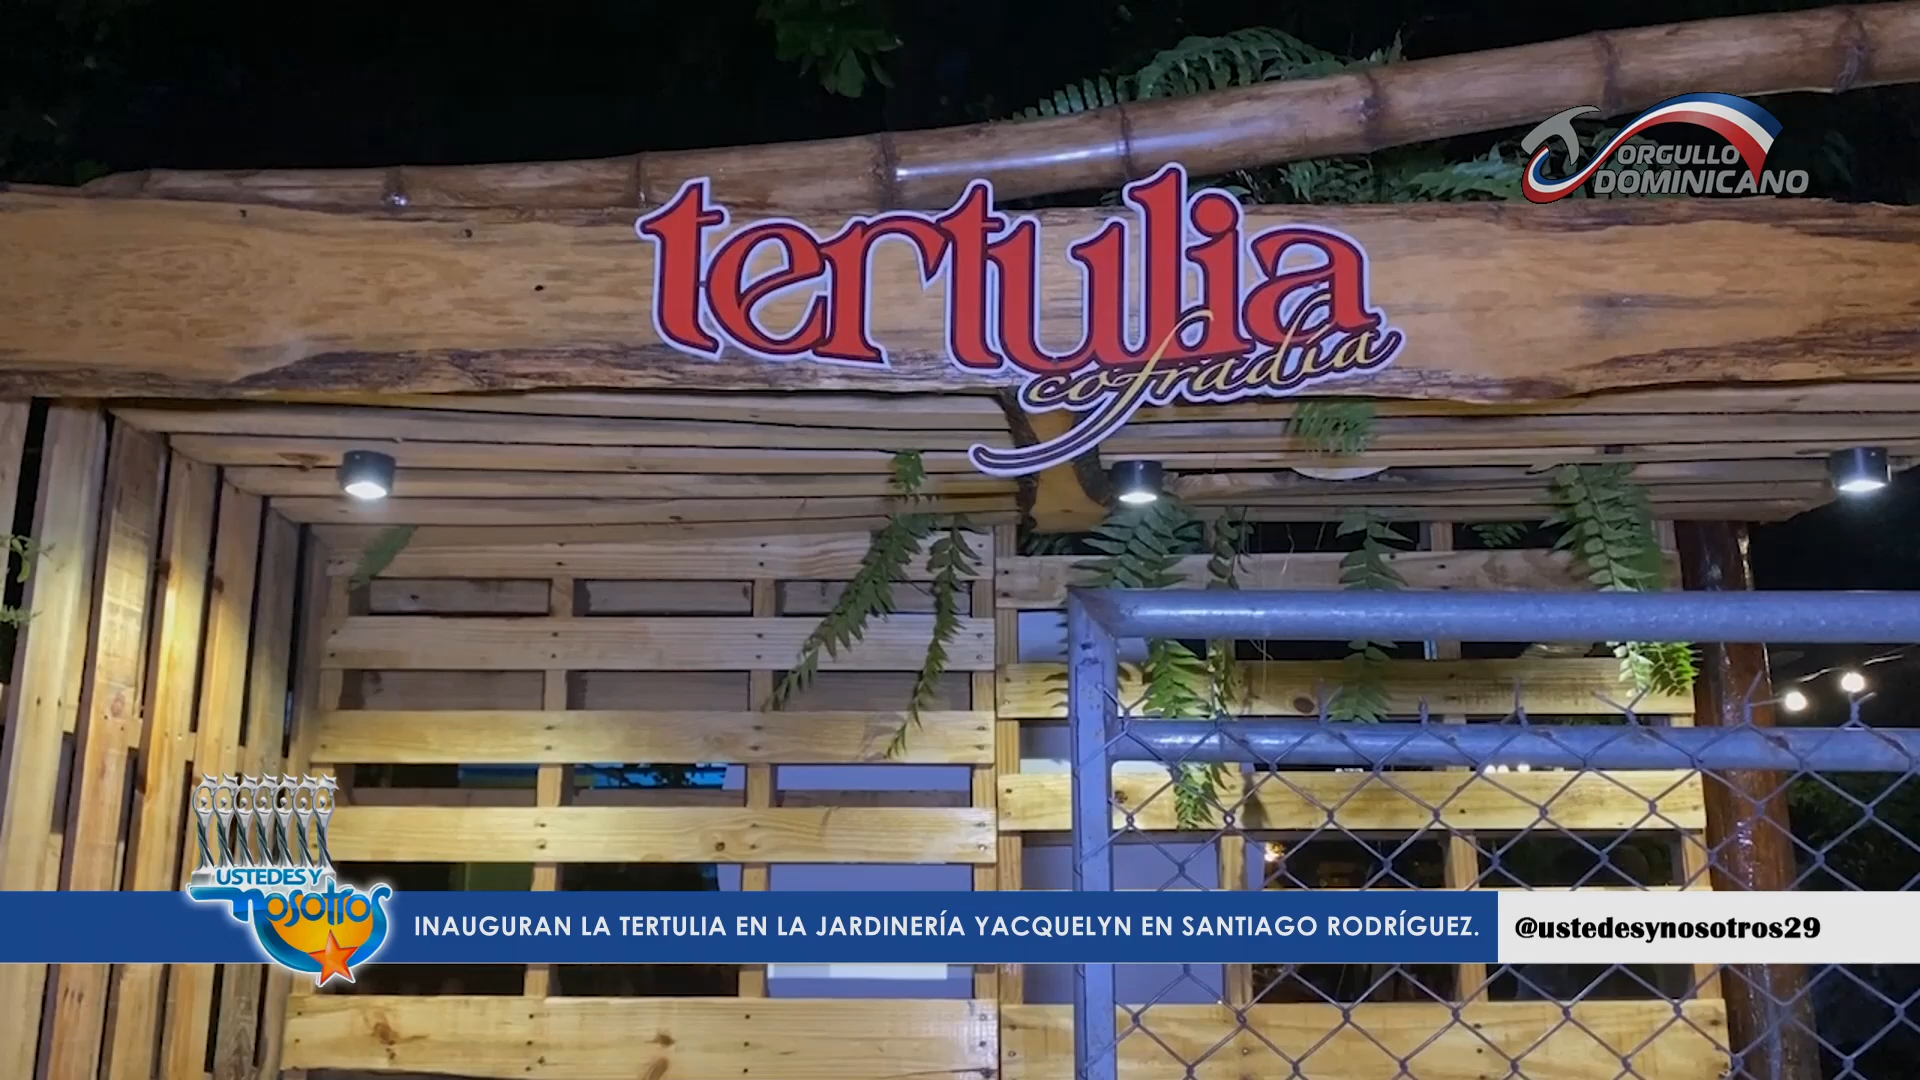 ORGULLO
DOMINICANO
tertulia
cofradía
USTEDES Y
nosotros
INAUGURAN LA TERTULIA EN LA JARDINERÍA YACQUELYN EN SANTIAGO RODRÍGUEZ.
@ustedesynosotros29